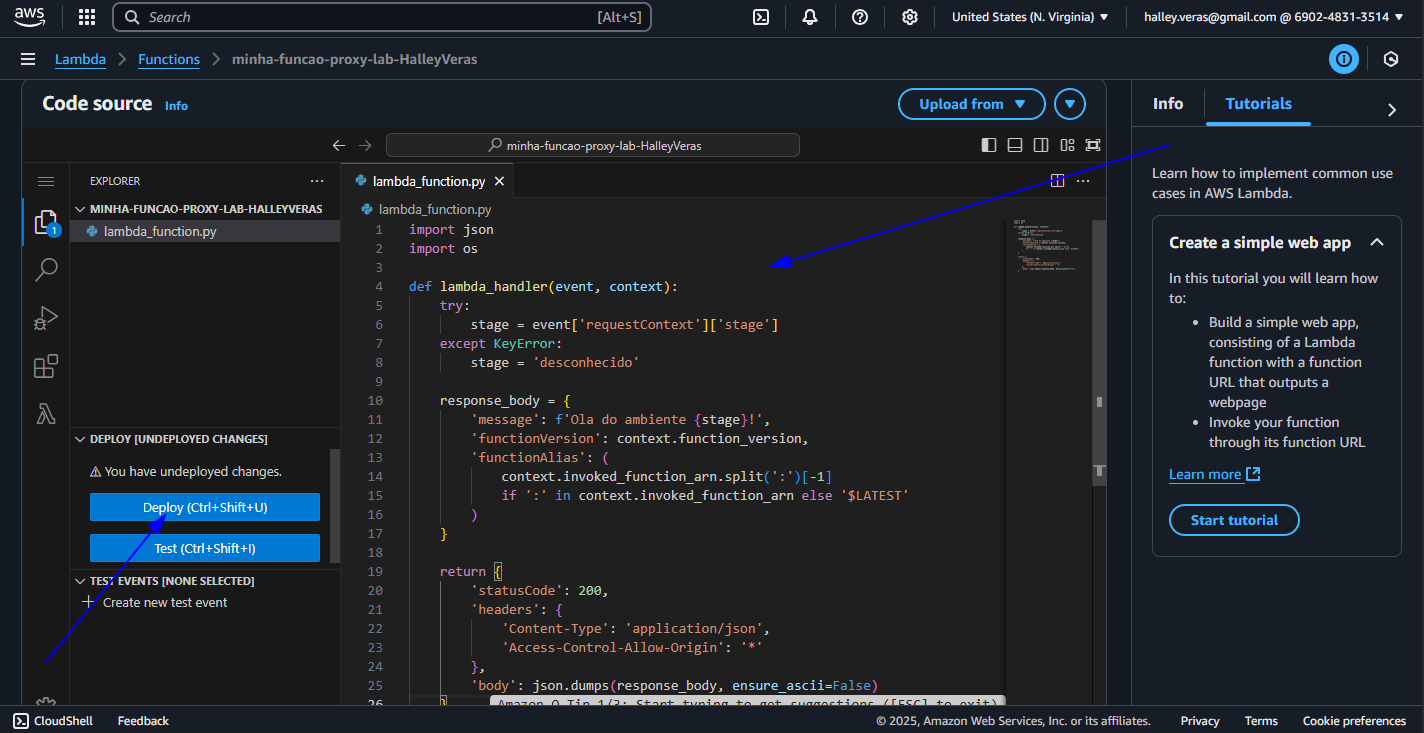 aws
Search
[Alt+S]
United States (N. Virginia)
halley.veras@gmail.com @ 6902-4831-3514
Lambda
Functions
minha-funcao-proxy-lab-HalleyVeras
Code source
Info
Upload from
minha-funcao-proxy-lab-HalleyVeras
EXPLORER
MINHA-FUNCAO-PROXY-LAB-HALLEYVERAS
lambda_function.py
1
DEPLOY [UNDEPLOYED CHANGES]
You have undeployed changes.
Deploy (Ctrl+Shift+U)
Test (Ctrl+Shift+I)
TEST EVENTS [NONE SELECTED]
Create new test event
lambda_function.py
lambda_function.py
1 import json
2 import os
3
4 def lambda_handler(event, context):
5 try:
6 stage = event['requestContext']['stage']
7 except KeyError:
8 stage = 'desconhecido'
9
10 response_body = {
11 'message': f'Ola do ambiente {stage}!',
12 'functionVersion': context.function_version,
13 'functionAlias': (
14 context.invoked_function_arn.split(':')[-1]
15 if ':' in context.invoked_function_arn else '$LATEST'
16 )
17 }
18
19 return {
20 'statusCode': 200,
21 'headers': {
22 'Content-Type': 'application/json',
23 'Access-Control-Allow-Origin': '*'
24 },
25 'body': json.dumps(response_body, ensure_ascii=False)
26 }
Amazon Q Tip 1/3: Start typing to get suggestions ([ESC] to exit)
Info
Tutorials
Learn how to implement common use
cases in AWS Lambda.
Create a simple web app
In this tutorial you will learn how
to:
• Build a simple web app,
consisting of a Lambda
function with a function
URL that outputs a
webpage
• Invoke your function
through its function URL
Learn more
Start tutorial
CloudShell
Feedback
© 2025, Amazon Web Services, Inc. or its affiliates.
Privacy
Terms
Cookie preferences